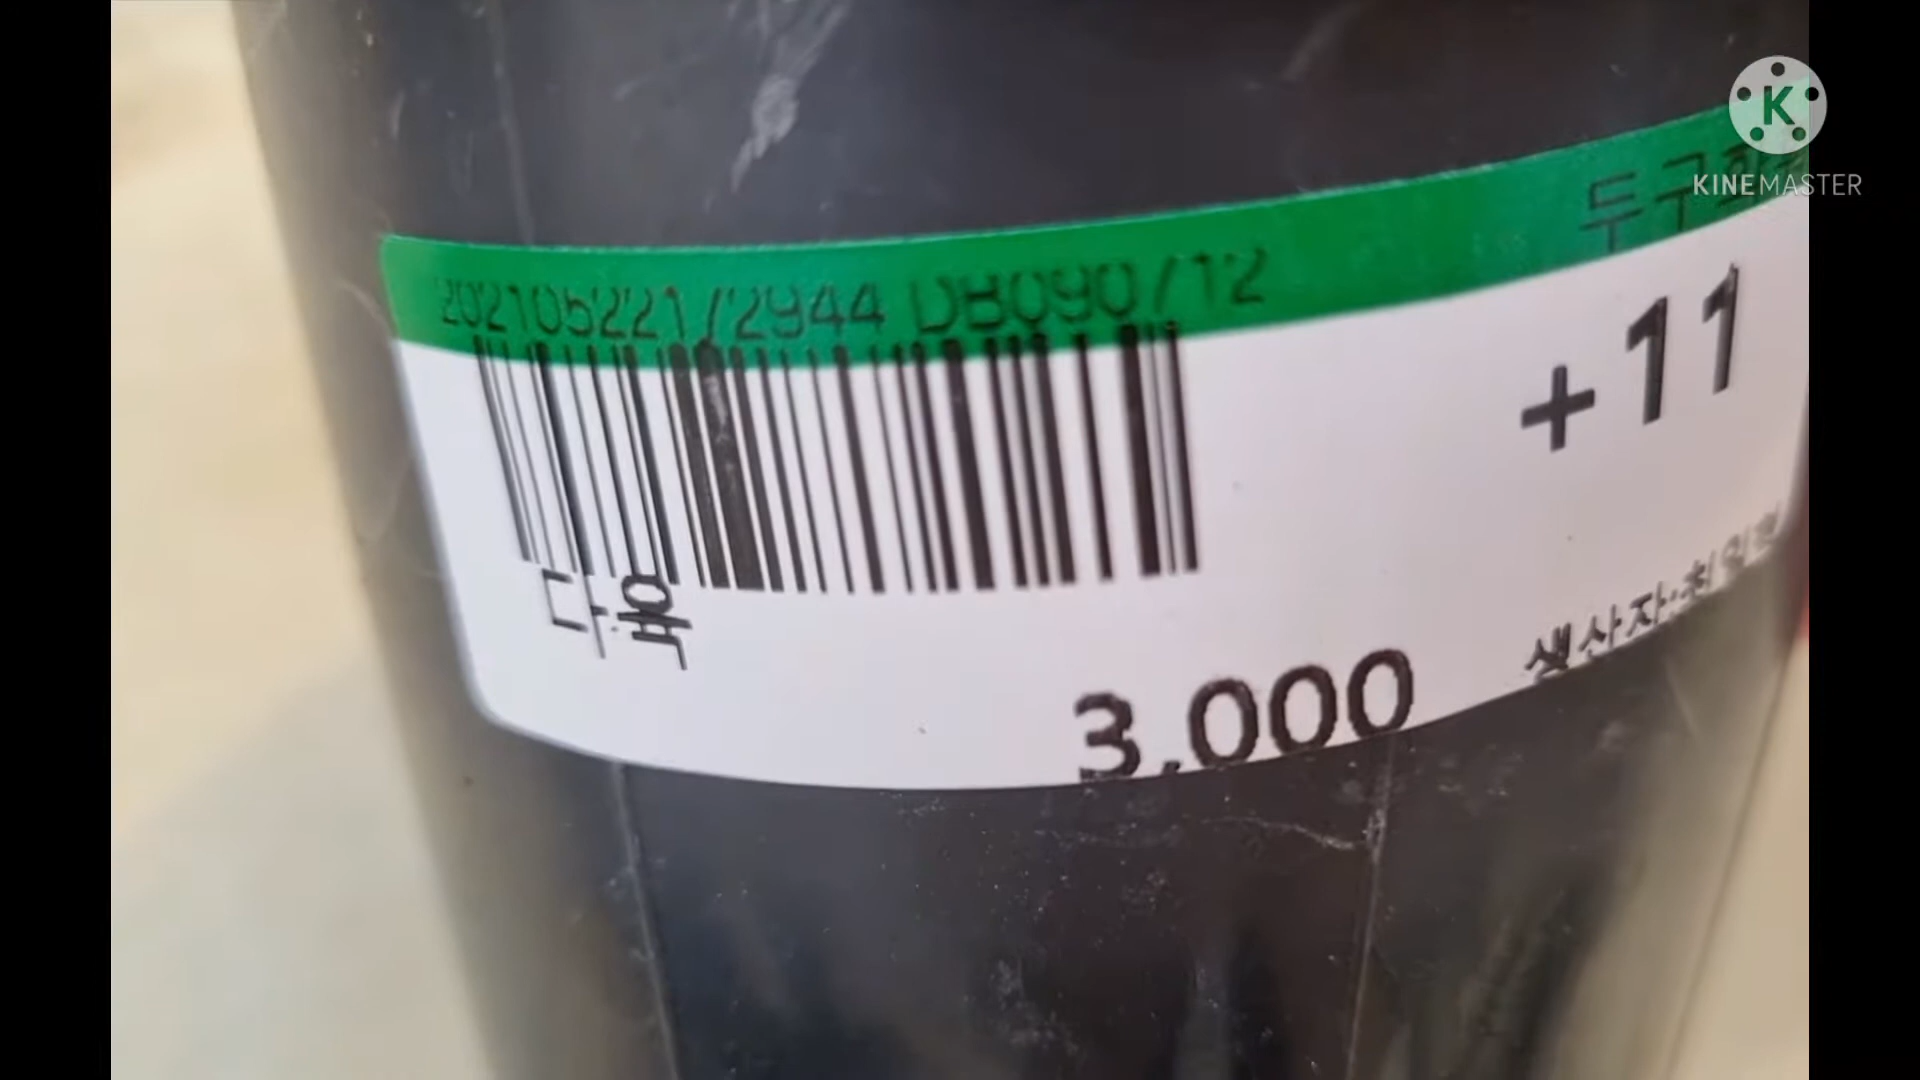 K
KINEMASTER
20210522172944 DB090712
+11
다육
3,000